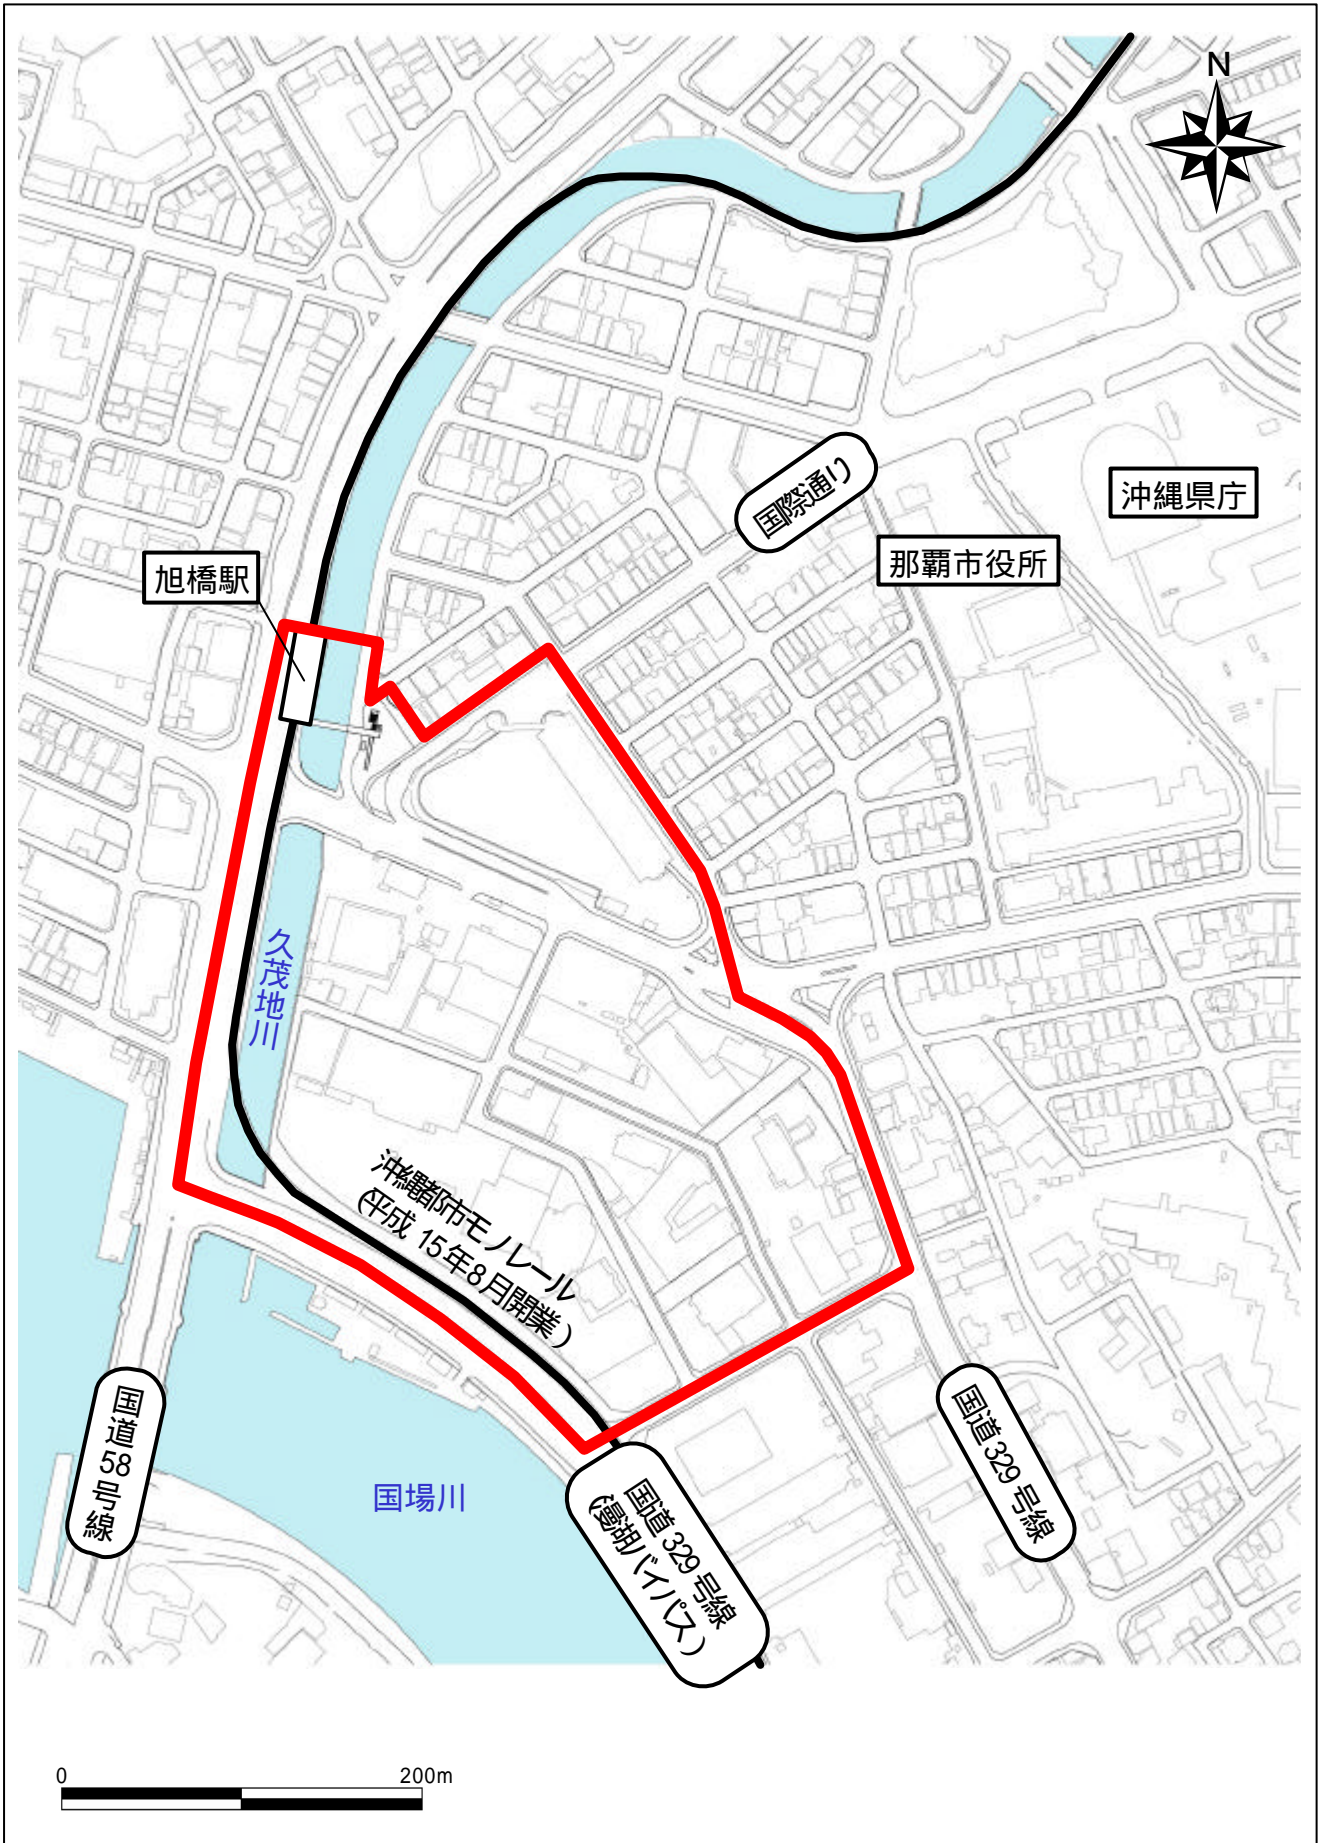 N
沖縄県庁
国際通り
那覇市役所
旭橋駅
久茂地川
沖縄都市モノレール
(平成 15年8月開業)
国道58号線
国場川
国道 329 号線
(漫湖バイパス)
国道 329 号線
0 200m